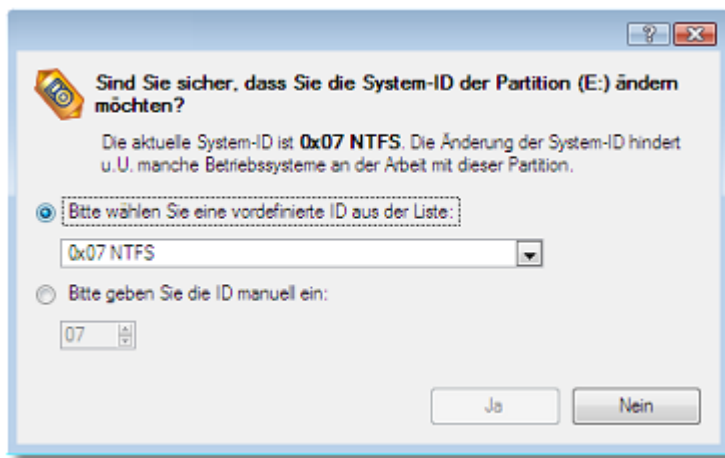 Sind Sie sicher, dass Sie die System-ID der Partition (E:) ändern
möchten?
Die aktuelle System-ID ist 0x07 NTFS. Die Änderung der System-ID hindert
u.U. manche Betriebssysteme an der Arbeit mit dieser Partition.
Bitte wählen Sie eine vordefinierte ID aus der Liste:
0x07 NTFS
Bitte geben Sie die ID manuell ein:
07
Ja Nein